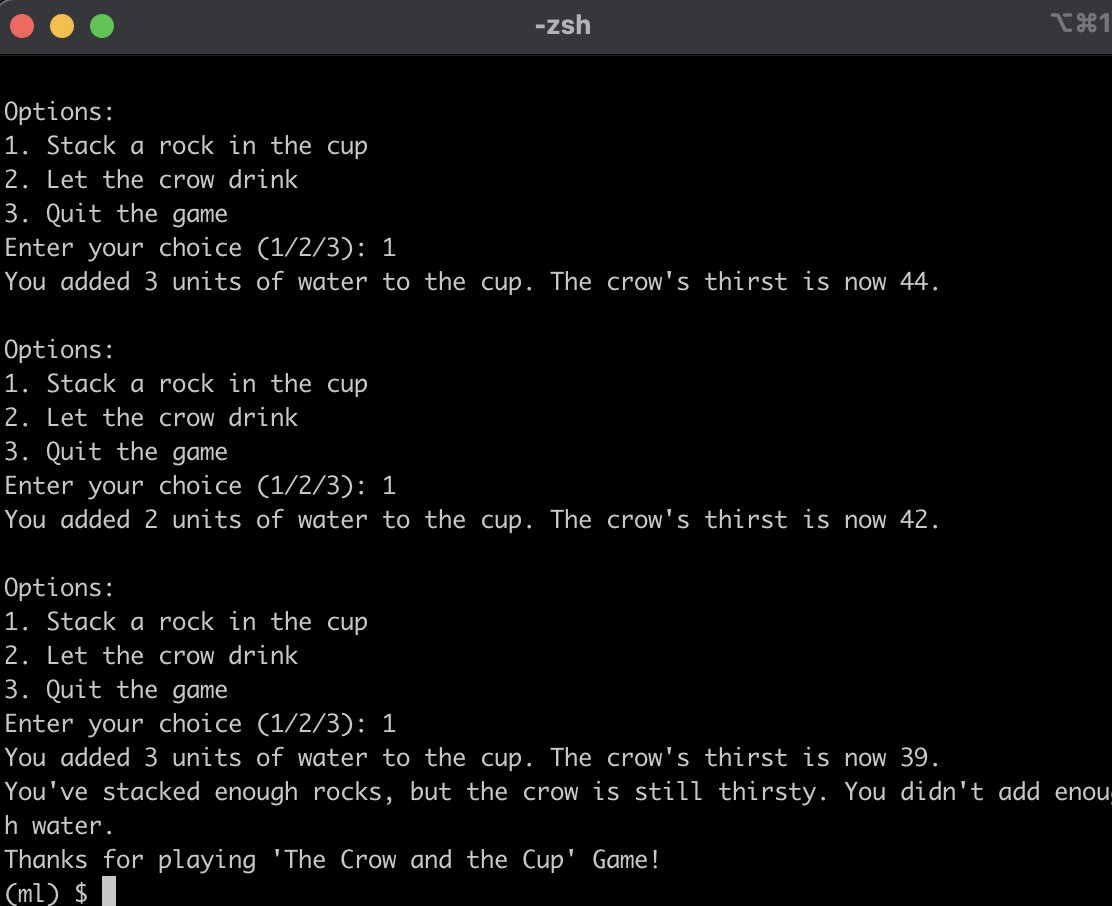 -zsh
⌥⌘1
Options:
1. Stack a rock in the cup
2. Let the crow drink
3. Quit the game
Enter your choice (1/2/3): 1
You added 3 units of water to the cup. The crow's thirst is now 44.
Options:
1. Stack a rock in the cup
2. Let the crow drink
3. Quit the game
Enter your choice (1/2/3): 1
You added 2 units of water to the cup. The crow's thirst is now 42.
Options:
1. Stack a rock in the cup
2. Let the crow drink
3. Quit the game
Enter your choice (1/2/3): 1
You added 3 units of water to the cup. The crow's thirst is now 39.
You've stacked enough rocks, but the crow is still thirsty. You didn't add enoug
h water.
Thanks for playing 'The Crow and the Cup' Game!
(ml) $